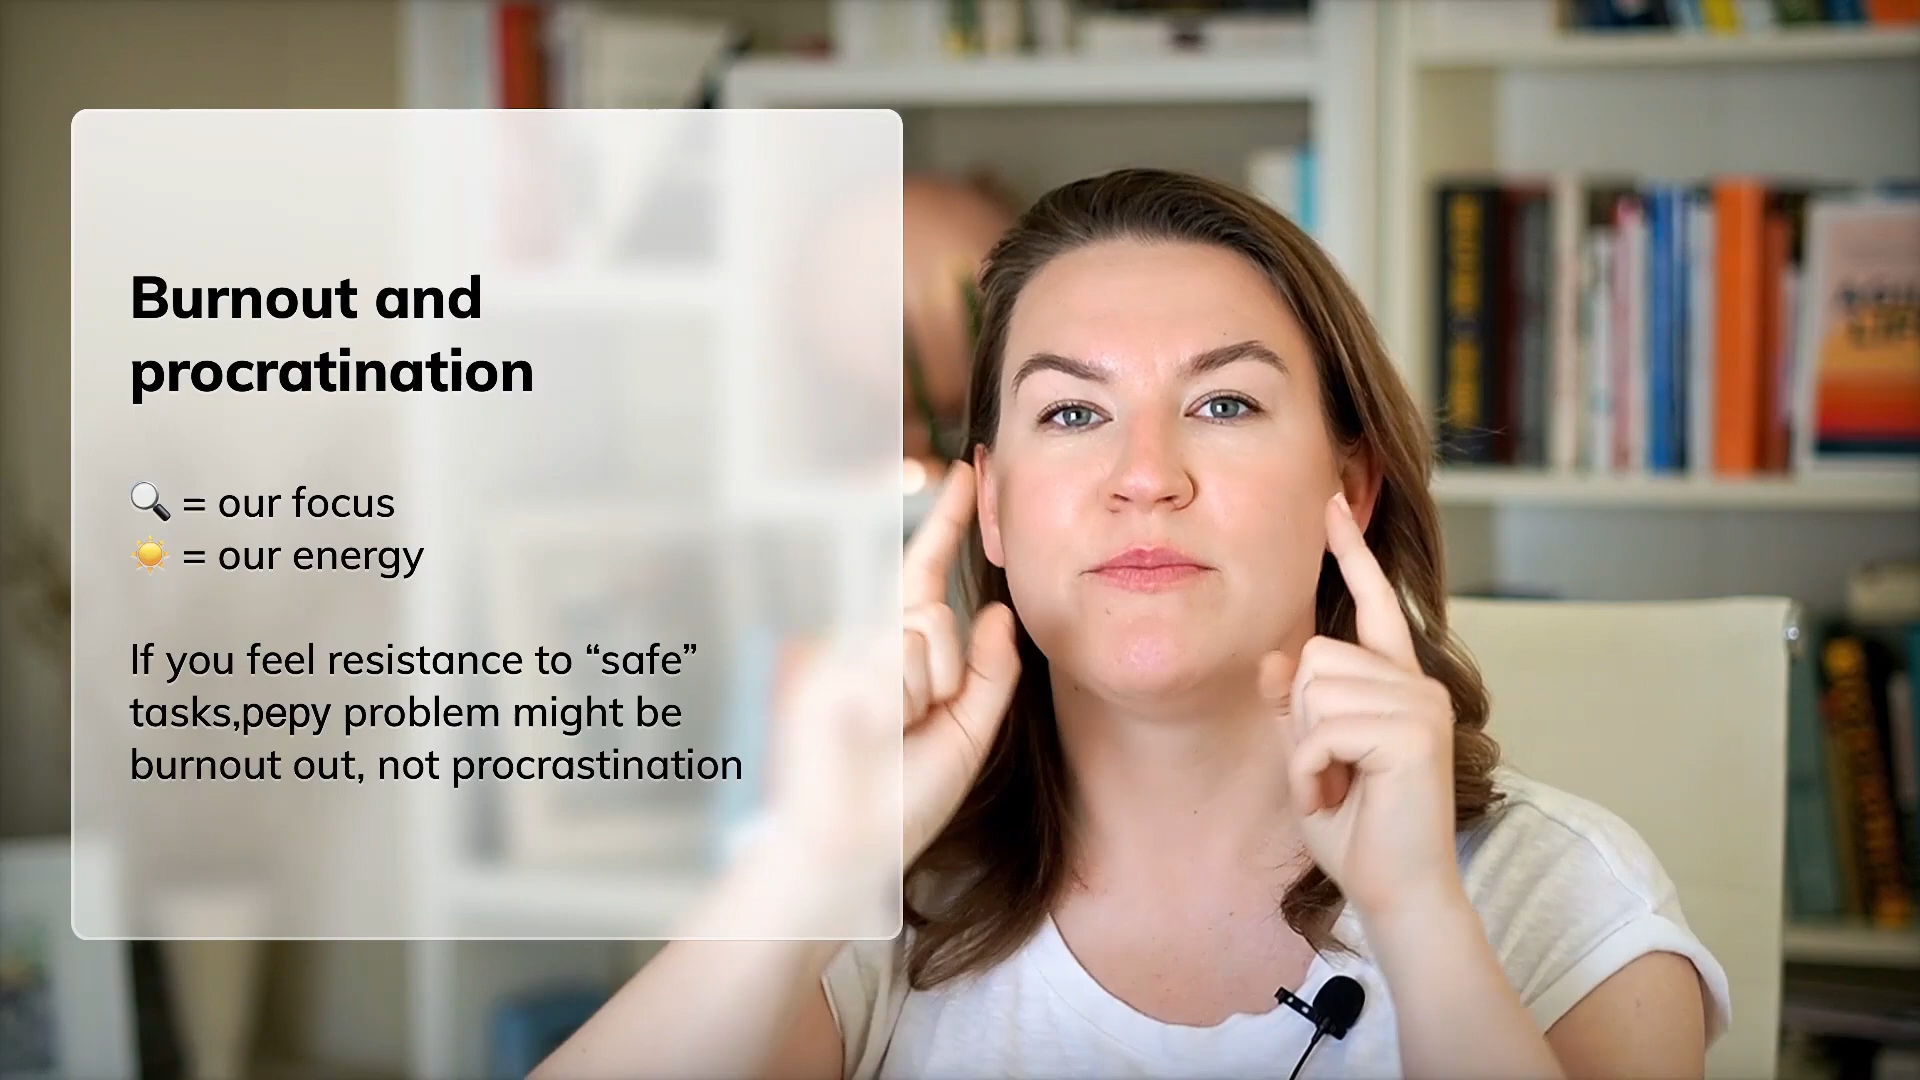 Burnout and
procratination
🔍 = our focus
☀️ = our energy
If you feel resistance to “safe”
tasks,pepy problem might be
burnout out, not procrastination